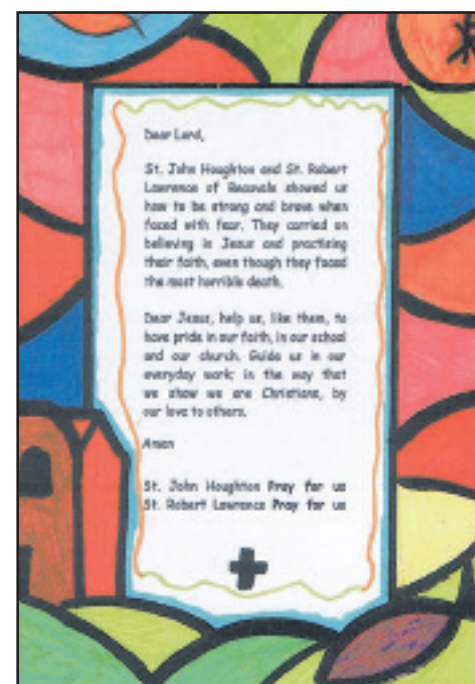 Dear Lord,
St. John Houghton and St. Robert
Lawrence of Beauvale showed us
how to be strong and brave when
faced with fear. They carried on
believing in Jesus and practising
their faith, even though they faced
the most horrible death.
Dear Jesus, help us, like them, to
have pride in our faith, in our school
and our church. Guide us in our
everyday work; in the way that
we show we are Christians, by
our love to others.
Amen
St. John Houghton Pray for us
St. Robert Lawrence Pray for us